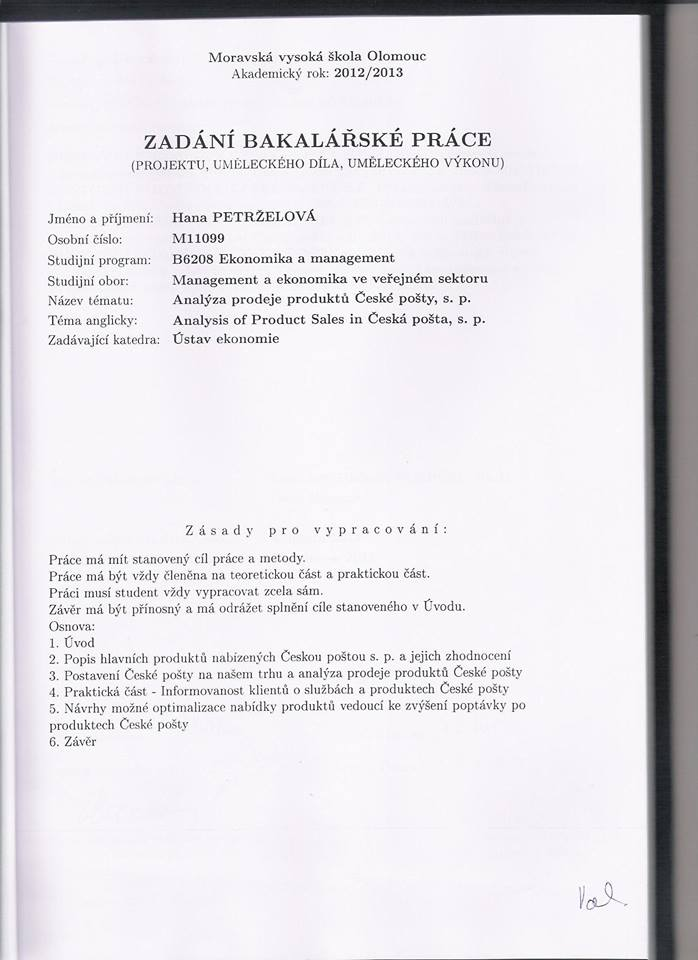 Moravská vysoká škola Olomouc
Akademický rok: 2012/2013
ZADÁNÍ BAKALÁŘSKÉ PRÁCE
(PROJEKTU, UMĚLECKÉHO DÍLA, UMĚLECKÉHO VÝKONU)
Jméno a příjmení: Hana PETRŽELOVÁ
Osobní číslo: M11099
Studijní program: B6208 Ekonomika a management
Studijní obor: Management a ekonomika ve veřejném sektoru
Název tématu: Analýza prodeje produktů České pošty, s. p.
Téma anglicky: Analysis of Product Sales in Česká pošta, s. p.
Zadávající katedra: Ústav ekonomie
Zásady pro vypracování:
Práce má mít stanovený cíl práce a metody.
Práce má být vždy členěna na teoretickou část a praktickou část.
Práci musí student vždy vypracovat zcela sám.
Závěr má být přínosný a má odrážet splnění cíle stanoveného v Úvodu.
Osnova:
1. Úvod
2. Popis hlavních produktů nabízených Českou poštou s. p. a jejich zhodnocení
3. Postavení České pošty na našem trhu a analýza prodeje produktů České pošty
4. Praktická část - Informovanost klientů o službách a produktech České pošty
5. Návrhy možné optimalizace nabídky produktů vedoucí ke zvýšení poptávky po
produktech České pošty
6. Závěr